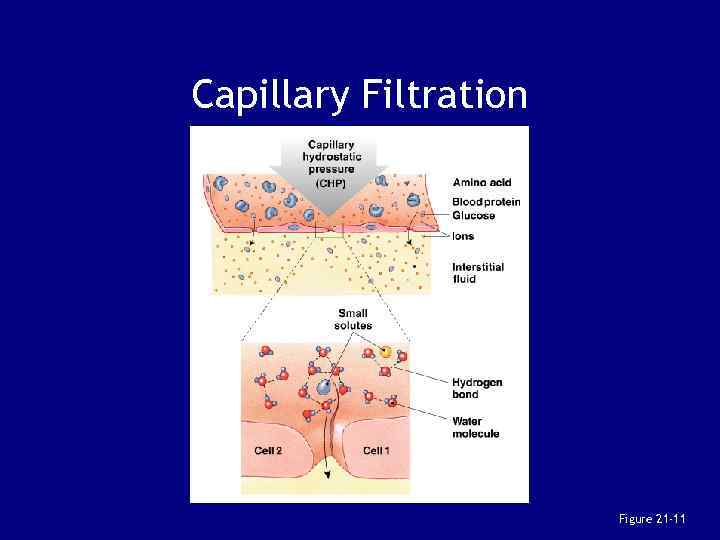 Capillary Filtration
Capillary
hydrostatic
pressure
(CHP)
Amino acid
Blood protein
Glucose
Ions
Interstitial
fluid
Small
solutes
Hydrogen
bond
Water
molecule
Cell 2
Cell 1
Figure 21-11